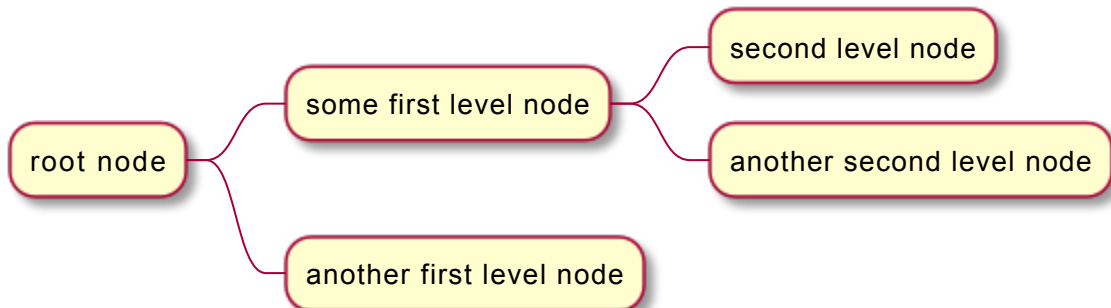 root node
some first level node
second level node
another second level node
another first level node